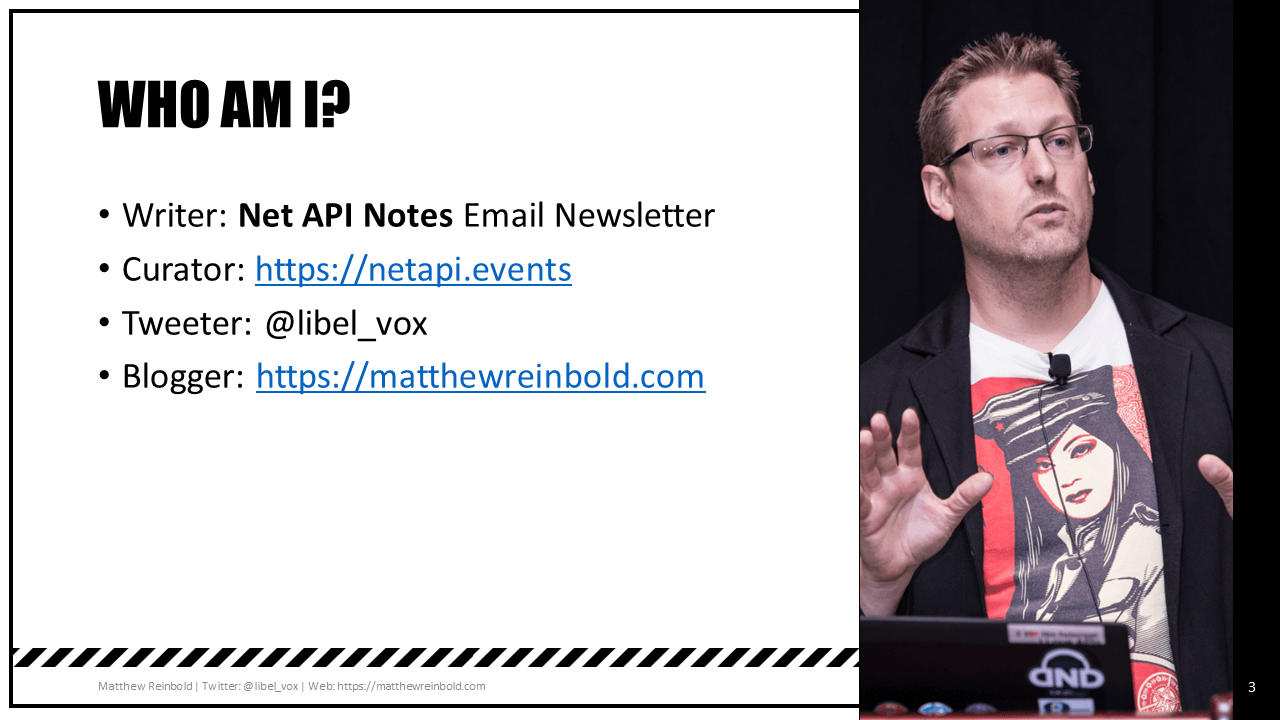 WHO AM I?
• Writer: Net API Notes Email Newsletter
• Curator: https://netapi.events
• Tweeter: @libel_vox
• Blogger: https://matthewreinbold.com
Matthew Reinbold | Twitter: @libel_vox | Web: https://matthewreinbold.com
DND
3